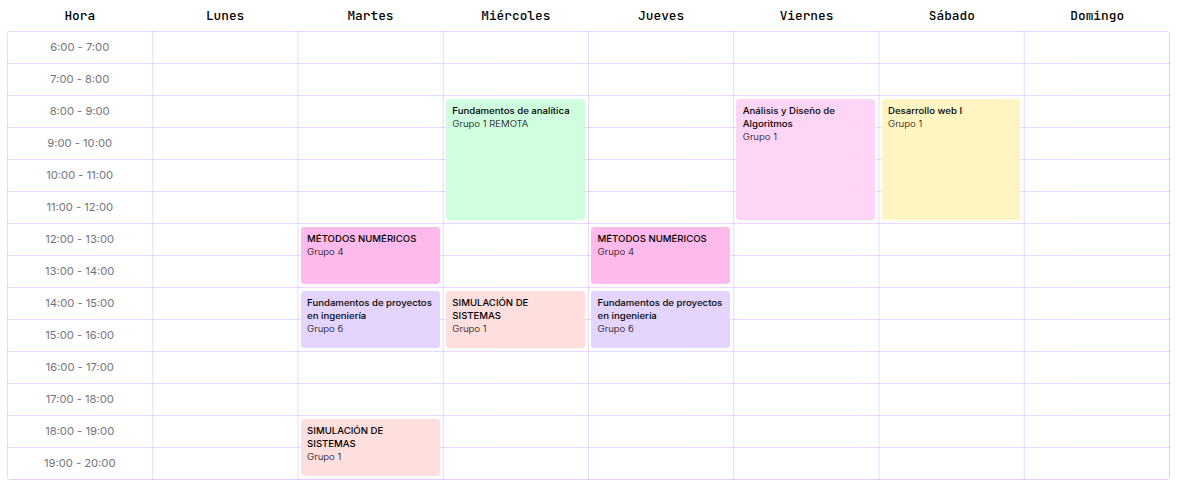 Hora Lunes Martes Miércoles Jueves Viernes Sábado Domingo
6:00 - 7:00
7:00 - 8:00
8:00 - 9:00
Fundamentos de analítica
Grupo 1 REMOTA
Análisis y Diseño de
Algoritmos
Grupo 1
Desarrollo web I
Grupo 1
9:00 - 10:00
10:00 - 11:00
11:00 - 12:00
12:00 - 13:00
MÉTODOS NUMÉRICOS
Grupo 4
MÉTODOS NUMÉRICOS
Grupo 4
13:00 - 14:00
14:00 - 15:00
Fundamentos de proyectos
en ingeniería
Grupo 6
SIMULACIÓN DE
SISTEMAS
Grupo 1
Fundamentos de proyectos
en ingeniería
Grupo 6
15:00 - 16:00
16:00 - 17:00
17:00 - 18:00
18:00 - 19:00
SIMULACIÓN DE
SISTEMAS
Grupo 1
19:00 - 20:00